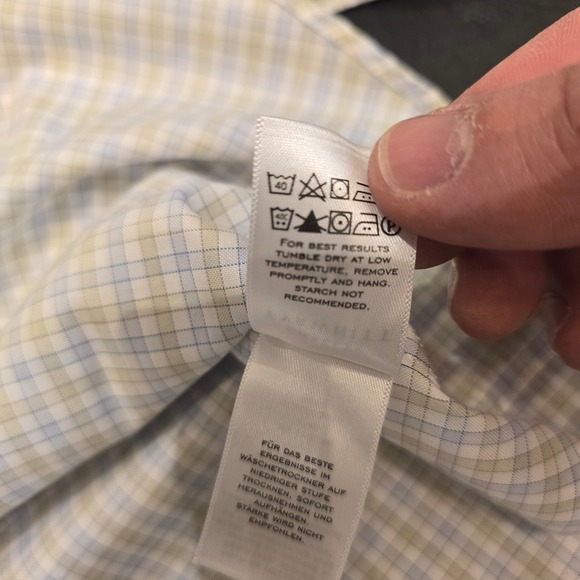 40
40C
P
FOR BEST RESULTS
TUMBLE DRY AT LOW
TEMPERATURE, REMOVE
PROMPTLY AND HANG.
STARCH NOT
RECOMMENDED.
FÜR DAS BESTE
ERGEBNISSE IM
WÄSCHETROCKNER AUF
NIEDRIGER STUFE
TROCKNEN, SOFORT
HERAUSNEHMEN UND
AUFHÄNGEN.
STÄRKE WIRD NICHT
EMPFOHLEN.